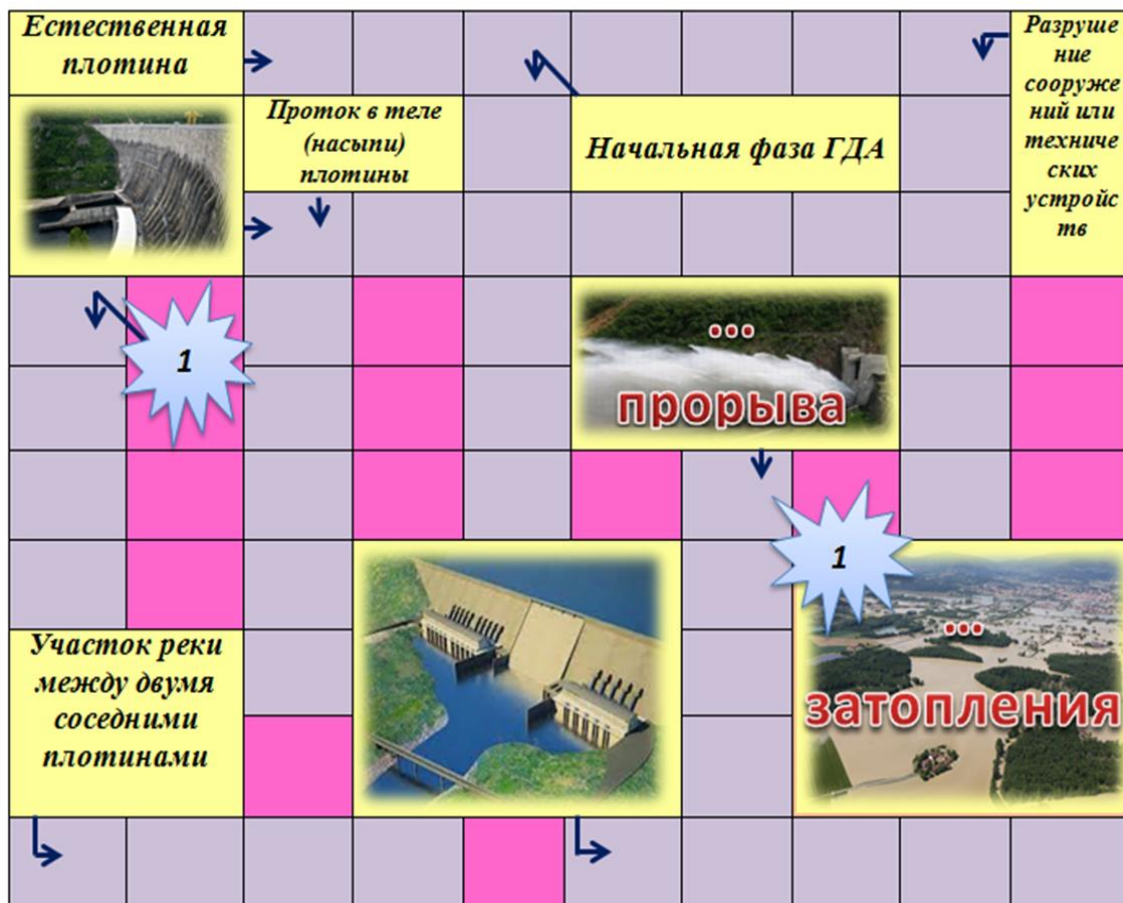 Естественная
плотина
Разруше
ние
сооруже
ний или
техниче
ских
устройс
тв
Проток в теле
(насыпи)
плотины
Начальная фаза ГДА
1
...
прорыва
1
...
затопления
Участок реки
между двумя
соседними
плотинами